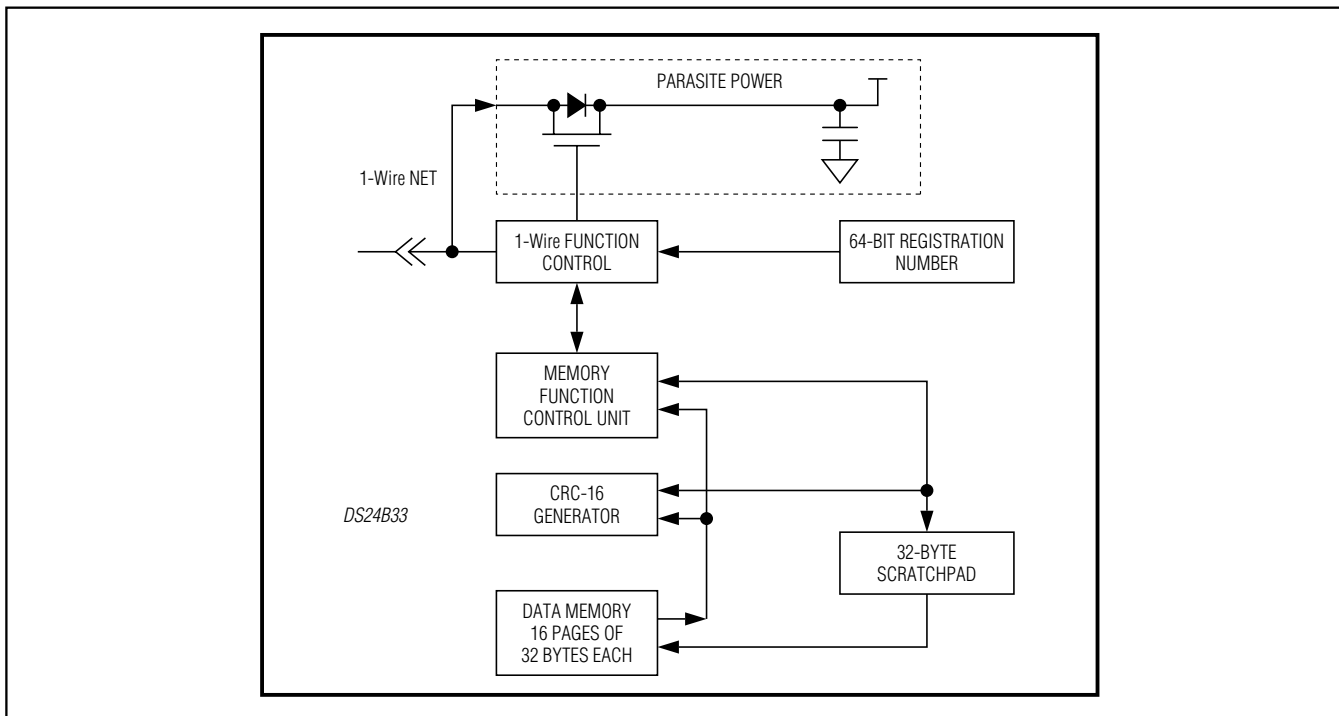 PARASITE POWER
1-Wire NET
1-Wire FUNCTION
CONTROL
64-BIT REGISTRATION
NUMBER
MEMORY
FUNCTION
CONTROL UNIT
CRC-16
GENERATOR
DS24B33
32-BYTE
SCRATCHPAD
DATA MEMORY
16 PAGES OF
32 BYTES EACH